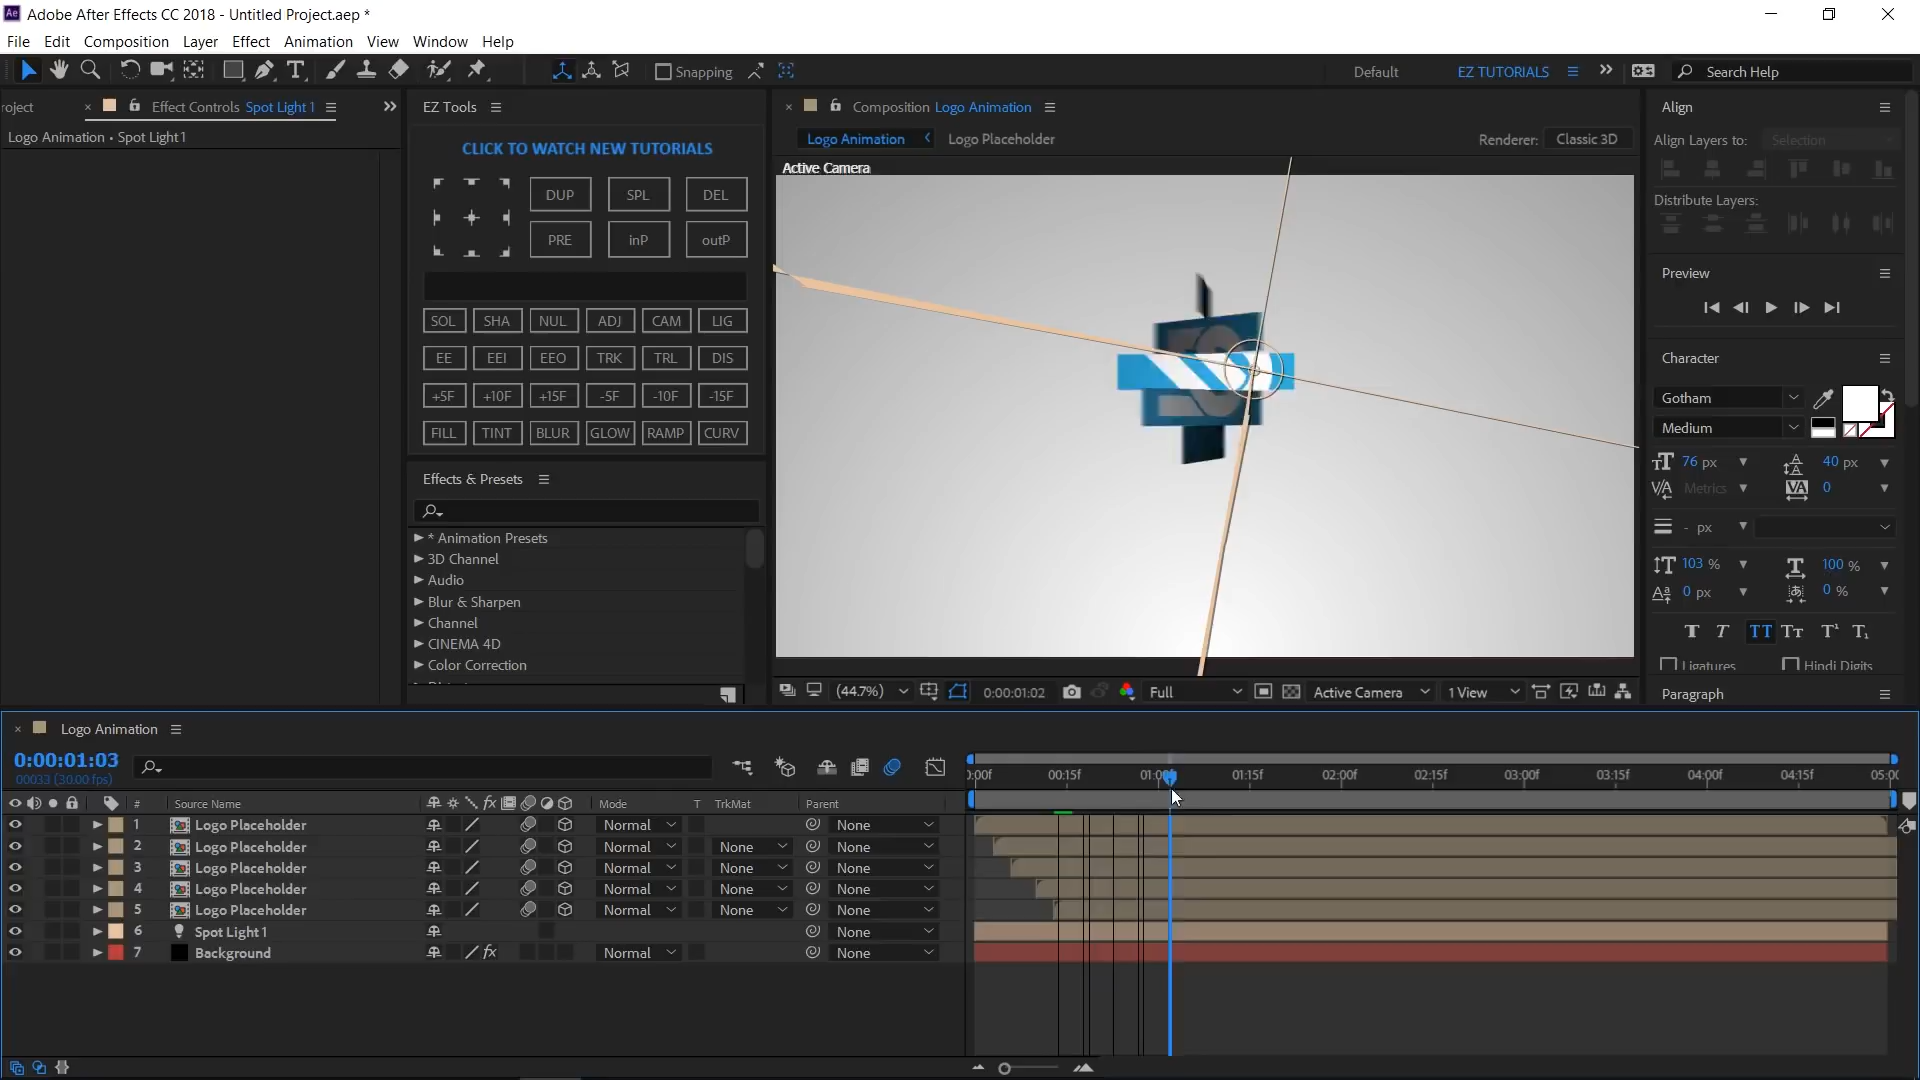 Ae Adobe After Effects CC 2018 - Untitled Project.aep *
File Edit Composition Layer Effect Animation View Window Help
Snapping Default EZ TUTORIALS Search Help
roject Effect Controls Spot Light 1
Logo Animation • Spot Light 1
EZ Tools
CLICK TO WATCH NEW TUTORIALS
DUP SPL DEL
PRE inP outP
SOL SHA NUL ADJ CAM LIG
EE EEI EEO TRK TRL DIS
+5F +10F +15F -5F -10F -15F
FILL TINT BLUR GLOW RAMP CURV
Effects & Presets
* Animation Presets
3D Channel
Audio
Blur & Sharpen
Channel
CINEMA 4D
Color Correction
Composition Logo Animation
Logo Animation Logo Placeholder Renderer: Classic 3D
Active Camera
(44.7%) 0:00:01:02 Full Active Camera 1 View
Align
Align Layers to: Selection
Distribute Layers:
Preview
Character
Gotham
Medium
76 px 40 px
Metrics 0
- px
103 % 100 %
0 px 0 %
Ligatures Hindi Digits
Paragraph
Logo Animation
0:00:01:03
00033 (30.00 fps)
:00f 00:15f 01:00f 01:15f 02:00f 02:15f 03:00f 03:15f 04:00f 04:15f 05:00
# Source Name fx Mode T TrkMat Parent
1 Logo Placeholder Normal None
2 Logo Placeholder Normal None None
3 Logo Placeholder Normal None None
4 Logo Placeholder Normal None None
5 Logo Placeholder Normal None None
6 Spot Light 1 None
7 Background fx Normal None